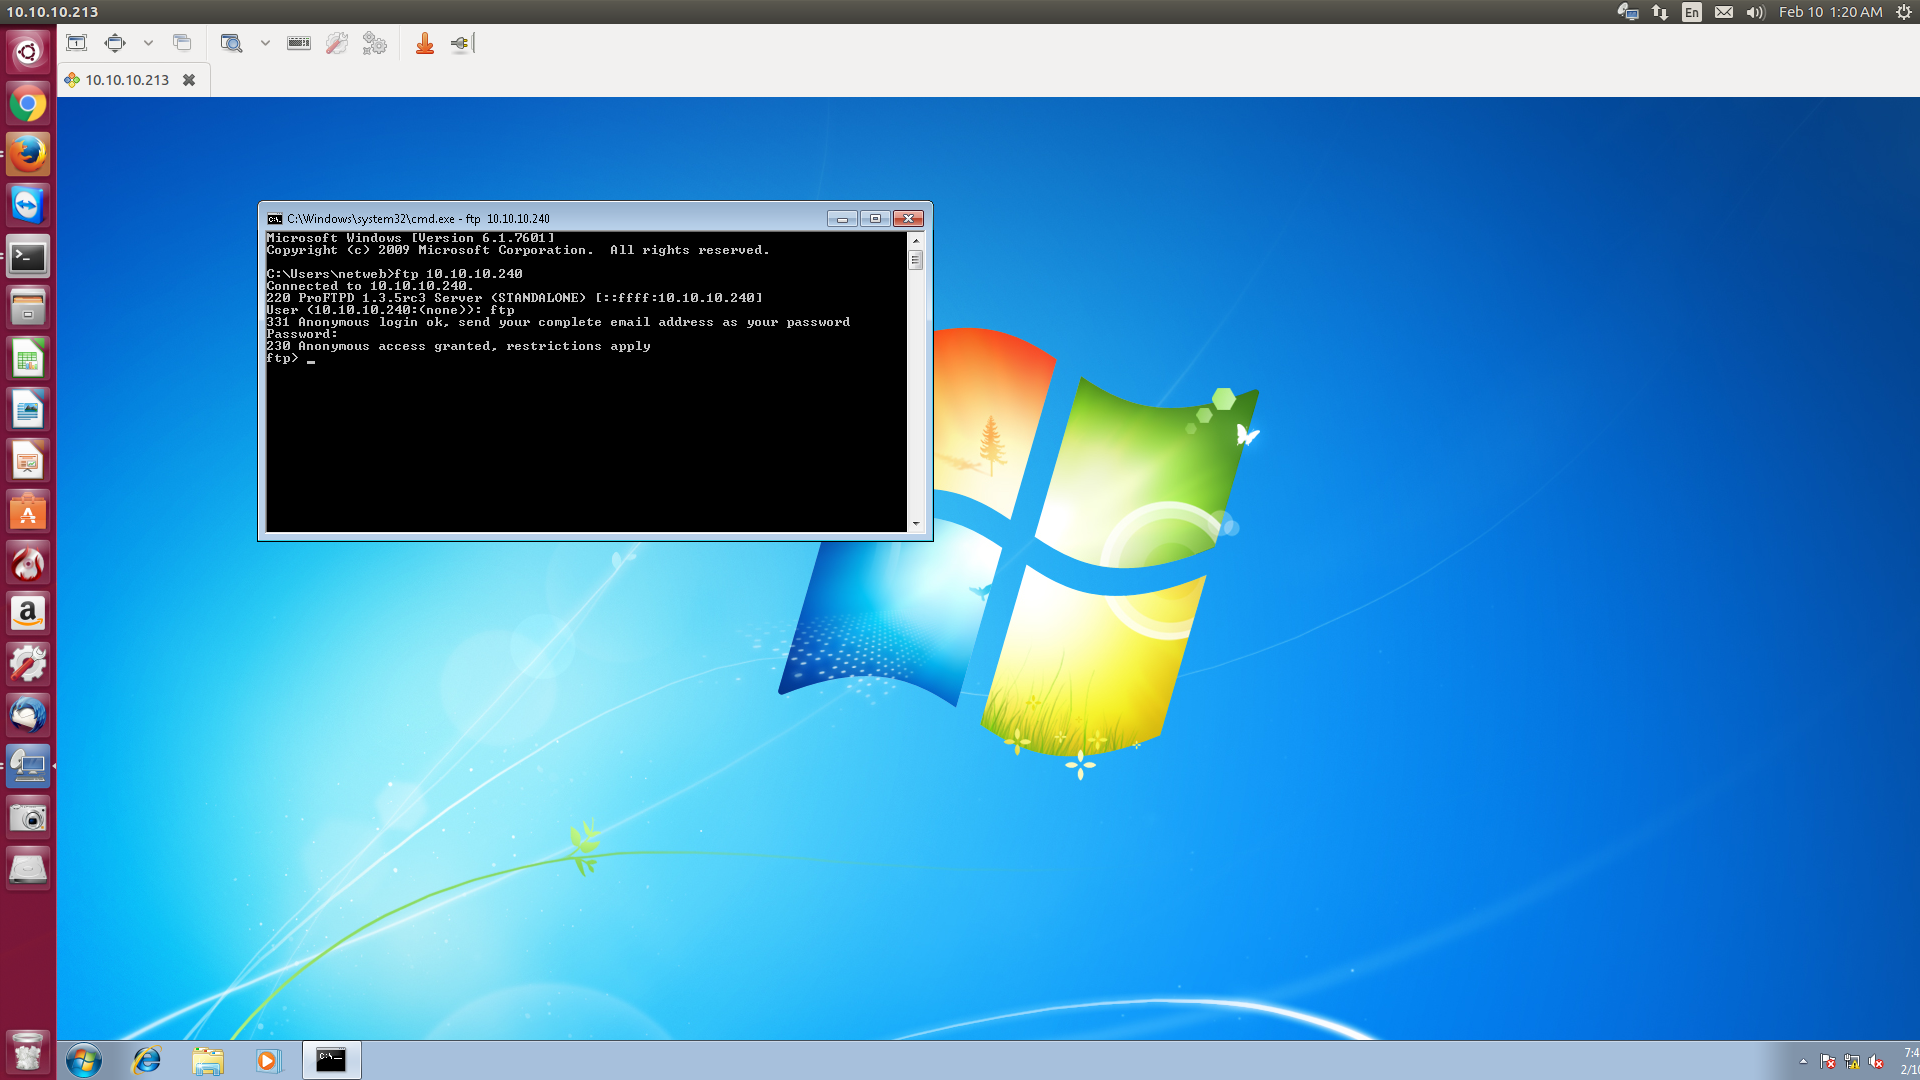 10.10.10.213
En
Feb 10 1:20 AM
10.10.10.213
C:\Windows\system32\cmd.exe - ftp 10.10.10.240
Microsoft Windows [Version 6.1.7601]
Copyright (c) 2009 Microsoft Corporation.  All rights reserved.
C:\Users\netweb>ftp 10.10.10.240
Connected to 10.10.10.240.
220 ProFTPD 1.3.5rc3 Server (STANDALONE) [::ffff:10.10.10.240]
User (10.10.10.240:(none)): ftp
331 Anonymous login ok, send your complete email address as your password
Password:
230 Anonymous access granted, restrictions apply
ftp> _
7:4
2/10